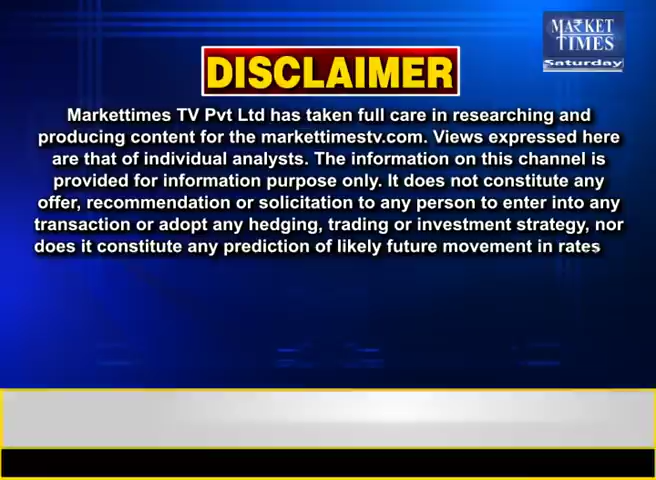 MARKET
TIMES
Saturday
DISCLAIMER
Markettimes TV Pvt Ltd has taken full care in researching and
producing content for the markettimestv.com. Views expressed here
are that of individual analysts. The information on this channel is
provided for information purpose only. It does not constitute any
offer, recommendation or solicitation to any person to enter into any
transaction or adopt any hedging, trading or investment strategy, nor
does it constitute any prediction of likely future movement in rates